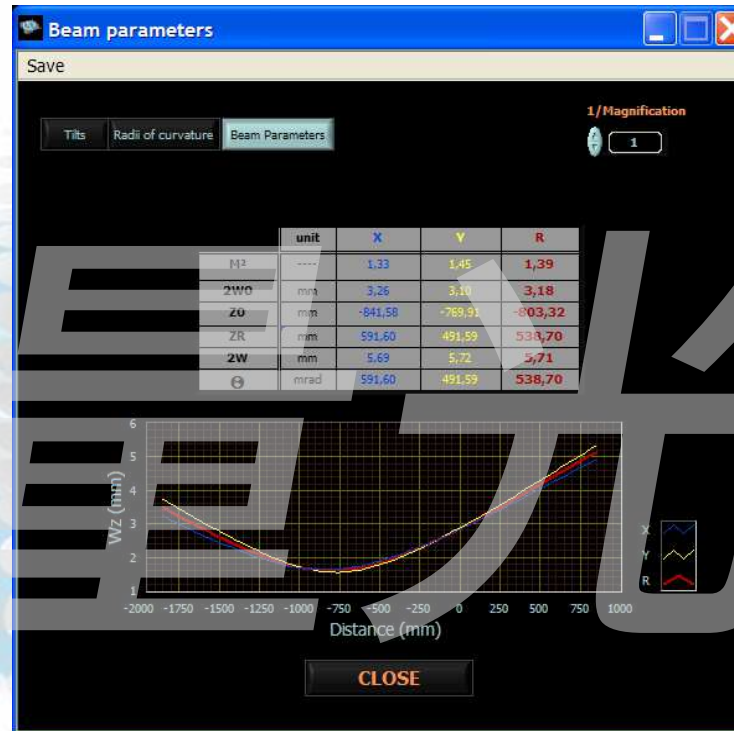 Beam parameters
Save
1/Magnification
Tilts Radii of curvature Beam Parameters
1
unit X Y R
M² ---- 1,33 1,45 1,39
2W0 mm 3,26 3,10 3,18
Z0 mm -841,58 -769,91 -803,32
ZR mm 591,60 491,59 538,70
2W mm 5,69 5,72 5,71
Θ mrad 591,60 491,59 538,70
6
5
4
3
2
1
Wz (mm)
X
Y
R
-2000 -1750 -1500 -1250 -1000 -750 -500 -250 0 250 500 750 1000
Distance (mm)
CLOSE